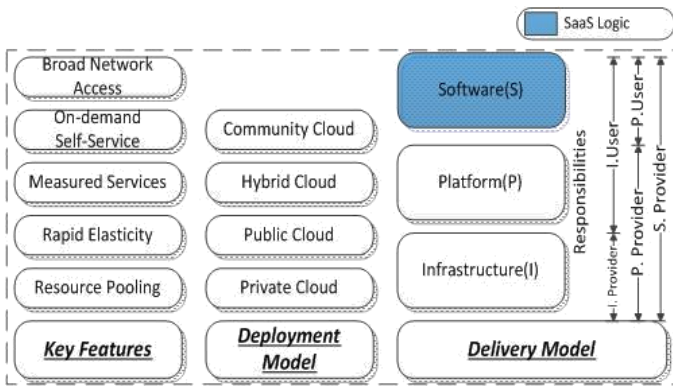 SaaS Logic
Broad Network
Access
On-demand
Self-Service
Measured Services
Rapid Elasticity
Resource Pooling
Key Features
Community Cloud
Hybrid Cloud
Public Cloud
Private Cloud
Deployment
Model
Software(S)
Platform(P)
Infrastructure(I)
Delivery Model
Responsibilities
I.User
I. Provider
P.User
P. Provider
S. Provider